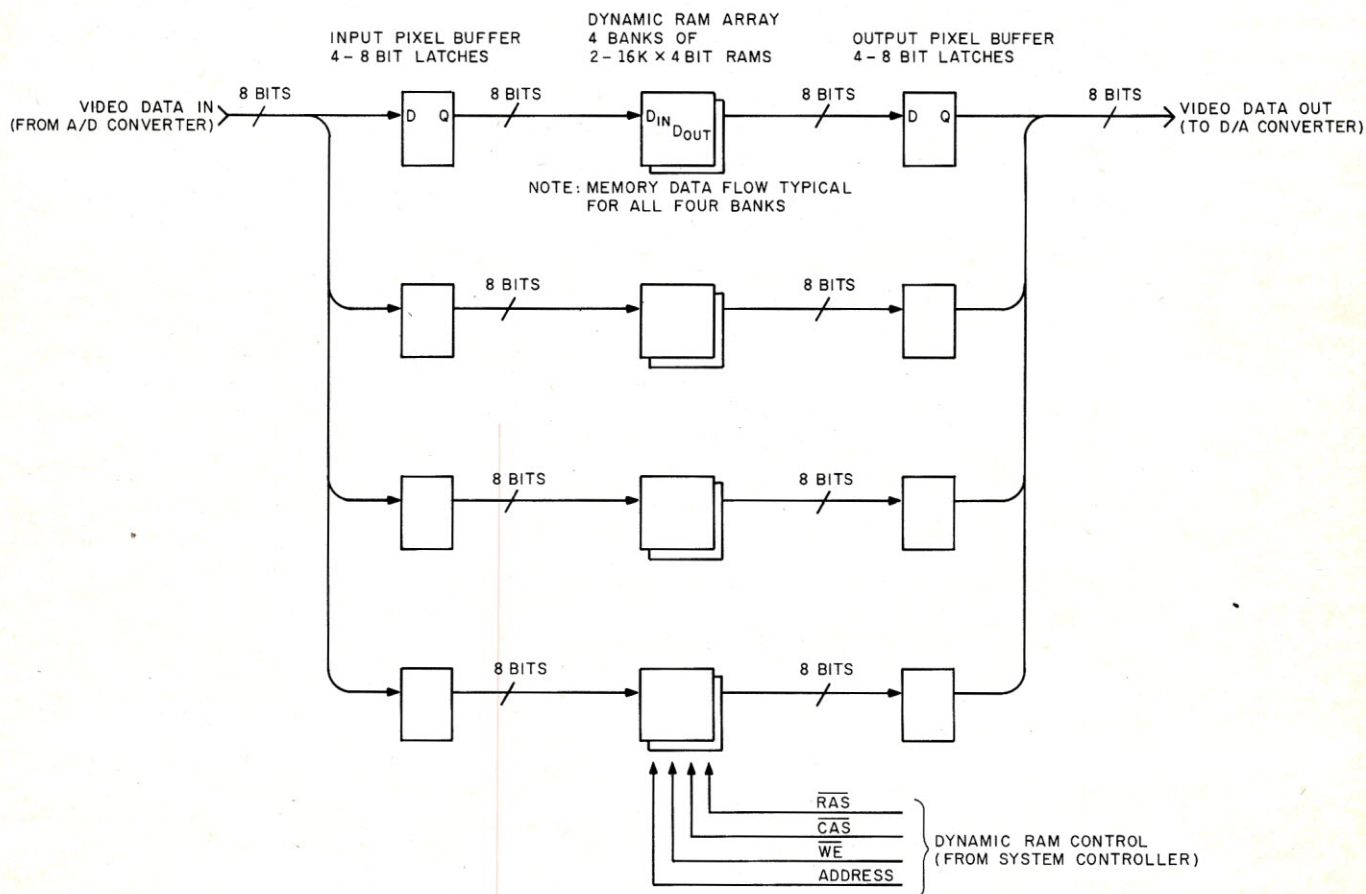 DYNAMIC RAM ARRAY
4 BANKS OF
2-16K × 4 BIT RAMS
INPUT PIXEL BUFFER
4-8 BIT LATCHES
OUTPUT PIXEL BUFFER
4-8 BIT LATCHES
VIDEO DATA IN
(FROM A/D CONVERTER)
8 BITS
D Q
8 BITS
DIN
DOUT
8 BITS
D Q
8 BITS
VIDEO DATA OUT
(TO D/A CONVERTER)
NOTE: MEMORY DATA FLOW TYPICAL
FOR ALL FOUR BANKS
8 BITS
8 BITS
8 BITS
8 BITS
8 BITS
8 BITS
R̅A̅S̅
C̅A̅S̅
W̅E̅
ADDRESS
DYNAMIC RAM CONTROL
(FROM SYSTEM CONTROLLER)